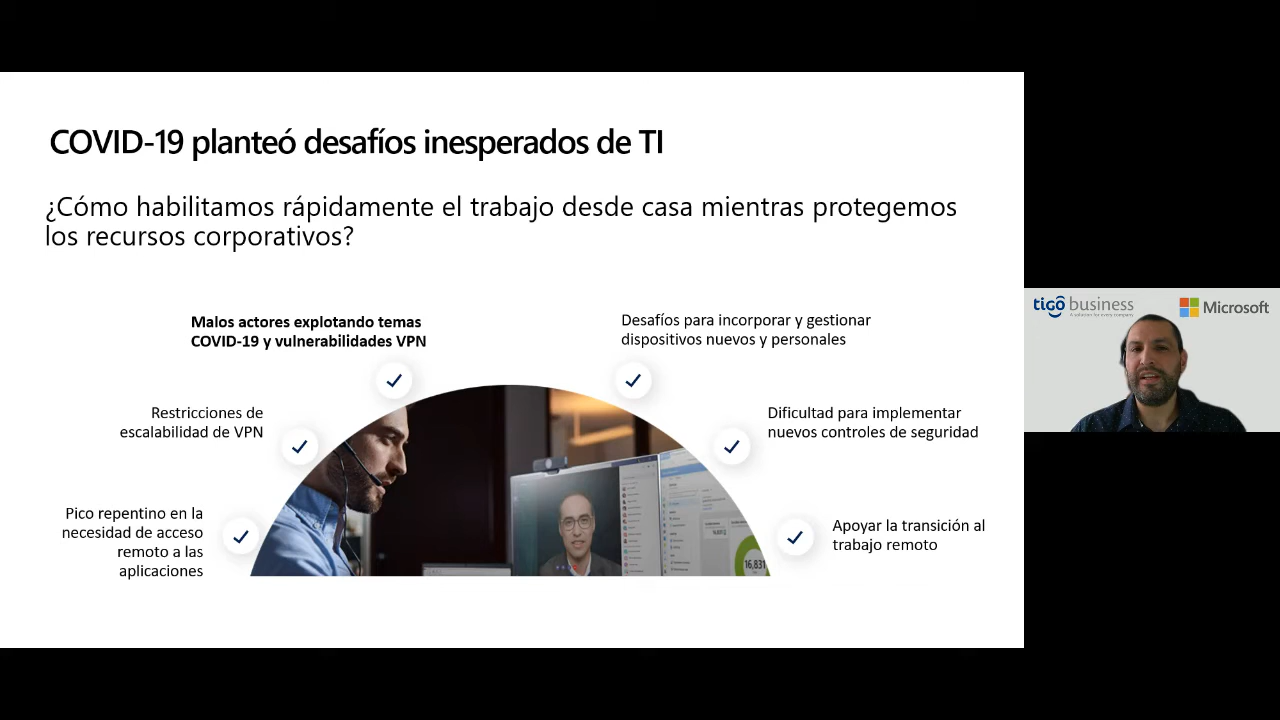 COVID-19 planteó desafíos inesperados de TI
¿Cómo habilitamos rápidamente el trabajo desde casa mientras protegemos
los recursos corporativos?
Malos actores explotando temas
COVID-19 y vulnerabilidades VPN
Desafíos para incorporar y gestionar
dispositivos nuevos y personales
Restricciones de
escalabilidad de VPN
Dificultad para implementar
nuevos controles de seguridad
Pico repentino en la
necesidad de acceso
remoto a las
aplicaciones
Apoyar la transición al
trabajo remoto
16,831
tigo business
Microsoft